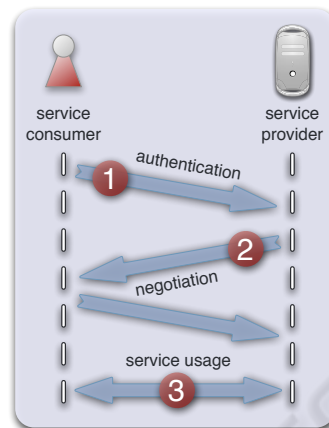 service
consumer
service
provider
authentication
1
2
negotiation
service usage
3